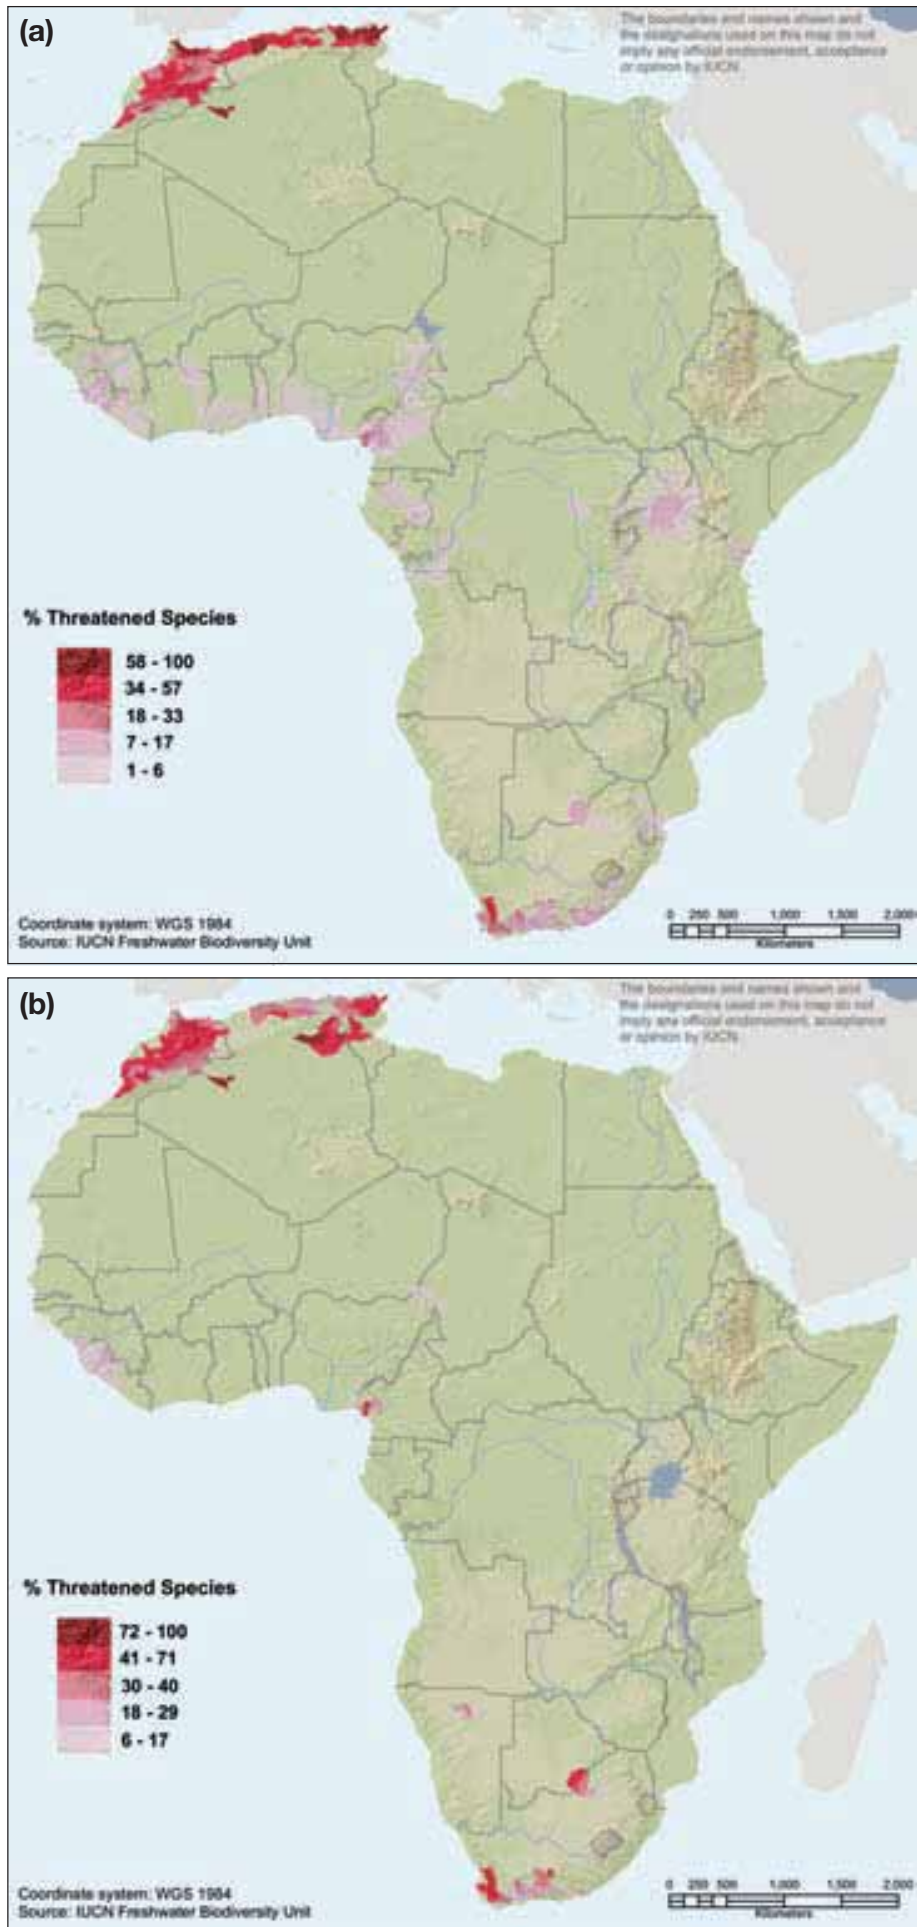 (a)
The boundaries and names shown and
the designations used on this map do not
imply any official endorsement, acceptance
or opinion by IUCN
% Threatened Species
58 - 100
34 - 57
18 - 33
7 - 17
1 - 6
Coordinate system: WGS 1984
Source: IUCN Freshwater Biodiversity Unit
0 250 500 1,000 1,500 2,000
Kilometers
(b)
The boundaries and names shown and
the designations used on this map do not
imply any official endorsement, acceptance
or opinion by IUCN
% Threatened Species
72 - 100
41 - 71
30 - 40
18 - 29
6 - 17
Coordinate system: WGS 1984
Source: IUCN Freshwater Biodiversity Unit
0 250 500 1,000 1,500 2,000
Kilometers